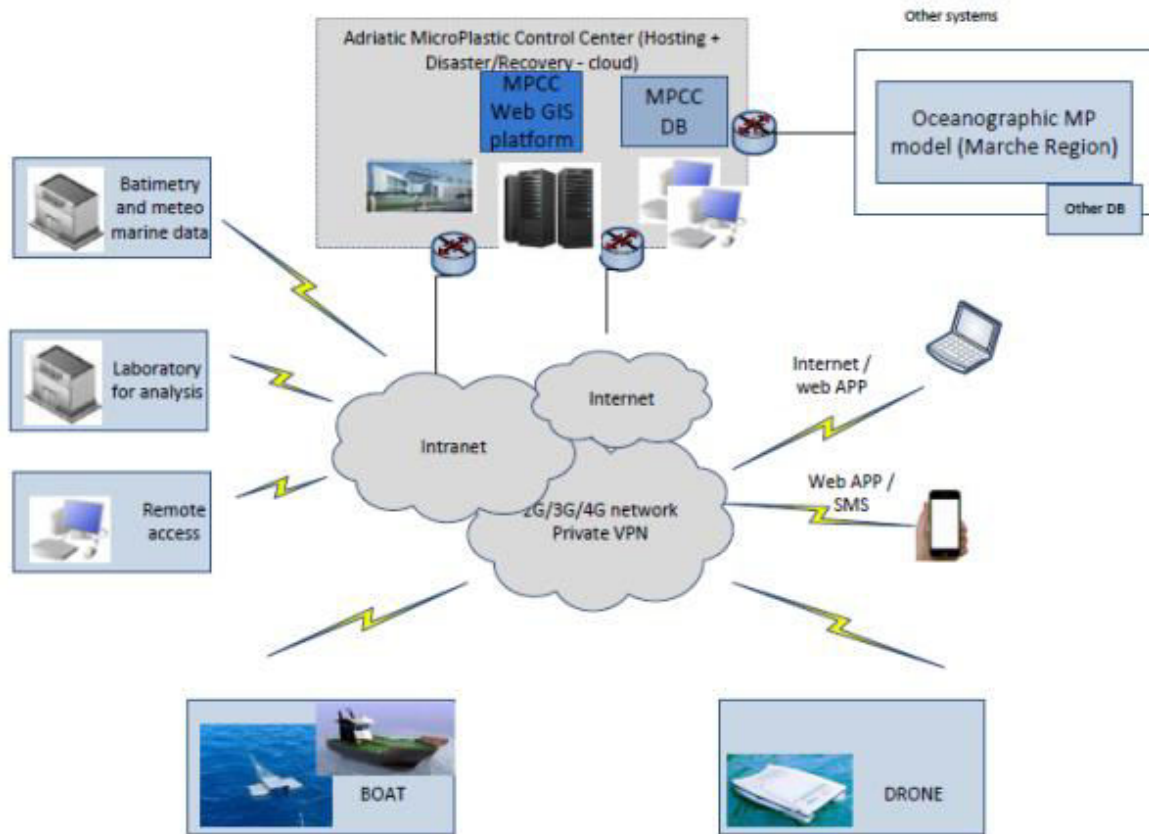 Other systems
Adriatic MicroPlastic Control Center (Hosting +
Disaster/Recovery - cloud)
MPCC
Web GIS
platform
MPCC
DB
Oceanographic MP
model (Marche Region)
Other DB
Batimetry
and meteo
marine data
Laboratory
for analysis
Remote
access
Internet
Intranet
2G/3G/4G network
Private VPN
Internet /
web APP
Web APP /
SMS
BOAT
DRONE